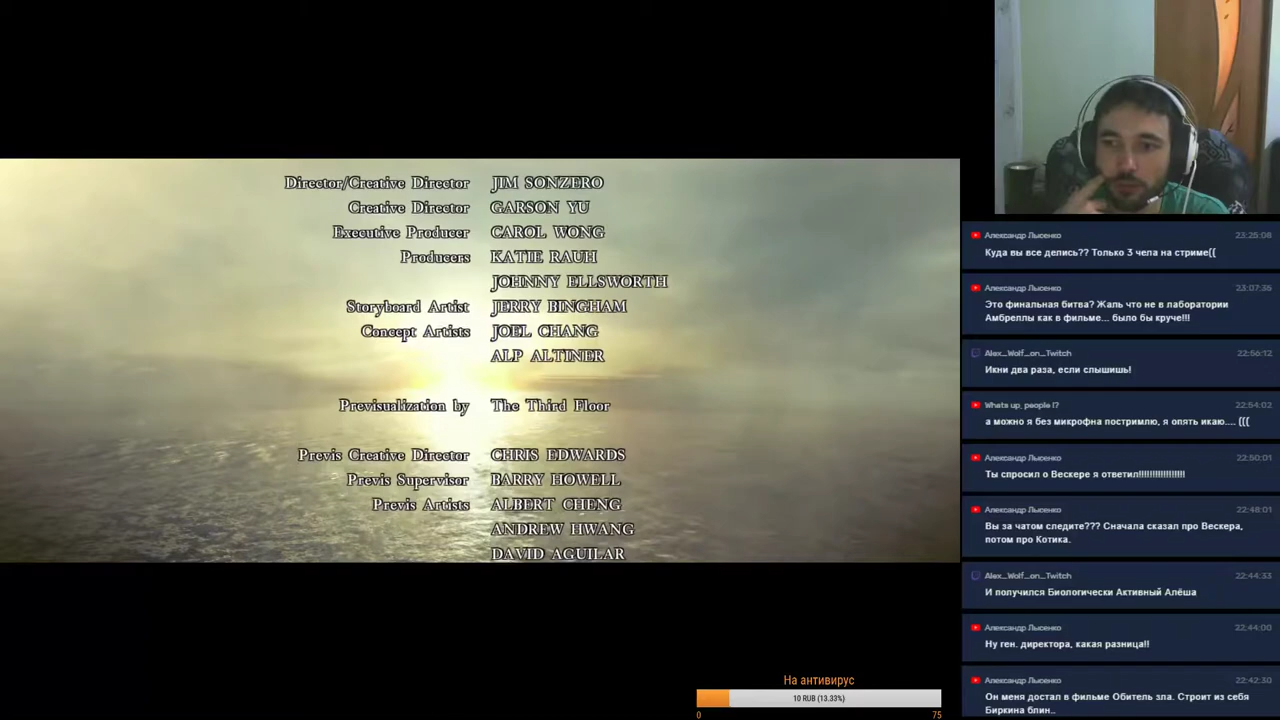 Director/Creative Director JIM SONZERO
Creative Director GARSON YU
Executive Producer CAROL WONG
Producers KATIE RAUH
JOHNNY ELLSWORTH
Storyboard Artist JERRY BINGHAM
Concept Artists JOEL CHANG
ALP ALTINER
Previsualization by The Third Floor
Previs Creative Director CHRIS EDWARDS
Previs Supervisor BARRY HOWELL
Previs Artists ALBERT CHENG
ANDREW HWANG
DAVID AGUILAR
Александр Лысенко 23:25:08
Куда вы все делись?? Только 3 чела на стриме((
Александр Лысенко 23:07:36
Это финальная битва? Жаль что не в лаборатории
Амбреллы как в фильме... было бы круче!!!
Alex_Wolf_on_Twitch 22:56:12
Икни два раза, если слышишь!
Whats up, people !? 22:54:02
а можно я без микрофна постримлю, я опять икаю.... (((
Александр Лысенко 22:50:01
Ты спросил о Вескере я ответил!!!!!!!!!!!!!!!!!
Александр Лысенко 22:48:01
Вы за чатом следите??? Сначала сказал про Вескера,
потом про Котика.
Alex_Wolf_on_Twitch 22:44:33
И получился Биологически Активный Алёша
Александр Лысенко 22:44:00
Ну ген. директора, какая разница!!
Александр Лысенко 22:42:30
Он меня достал в фильме Обитель зла. Строит из себя
Биркина блин..
На антивирус
10 RUB (13.33%)
0 75